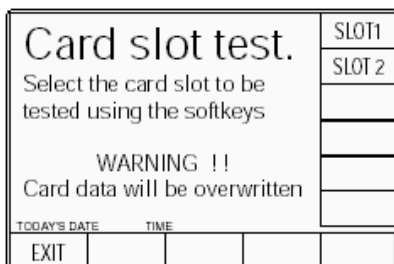 Card slot test.
Select the card slot to be
tested using the softkeys
WARNING !!
Card data will be overwritten
TODAY'S DATE TIME
SLOT1
SLOT 2
EXIT